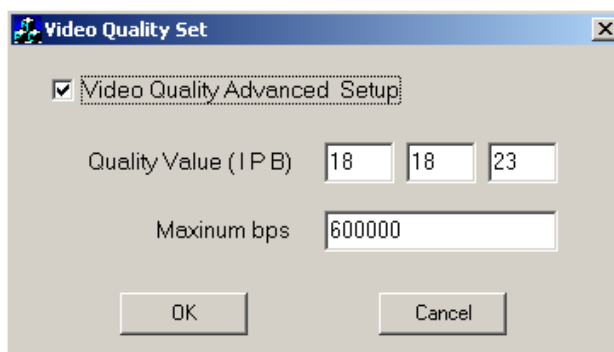 Video Quality Set
Video Quality Advanced Setup
Quality Value ( I P B) 18 18 23
Maxinum bps 600000
OK Cancel